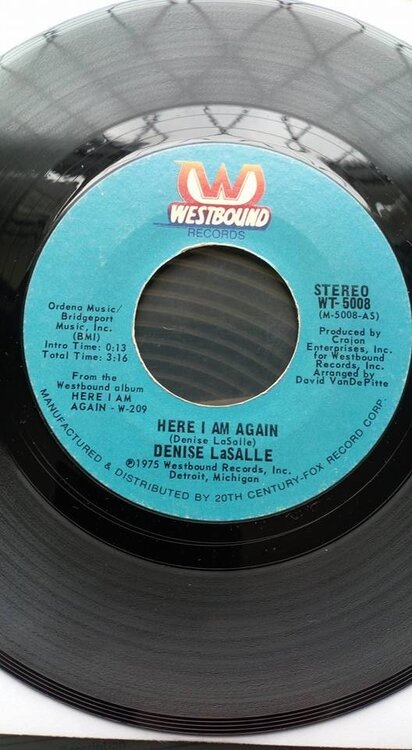 W
WESTBOUND
RECORDS
STEREO
WT-5008
(M-5008-AS)
Ordena Music/
Bridgeport
Music, Inc.
(BMI)
Intro Time: 0:13
Total Time: 3:16
From the
Westbound album
HERE I AM
AGAIN - W-209
Produced by
Crajon
Enterprises, Inc.
for Westbound
Records, Inc.
Arranged by
David VanDePitte
HERE I AM AGAIN
(Denise LaSalle)
DENISE LaSALLE
℗1975 Westbound Records, Inc.
Detroit, Michigan
MANUFACTURED & DISTRIBUTED BY 20TH CENTURY-FOX RECORD CORP.